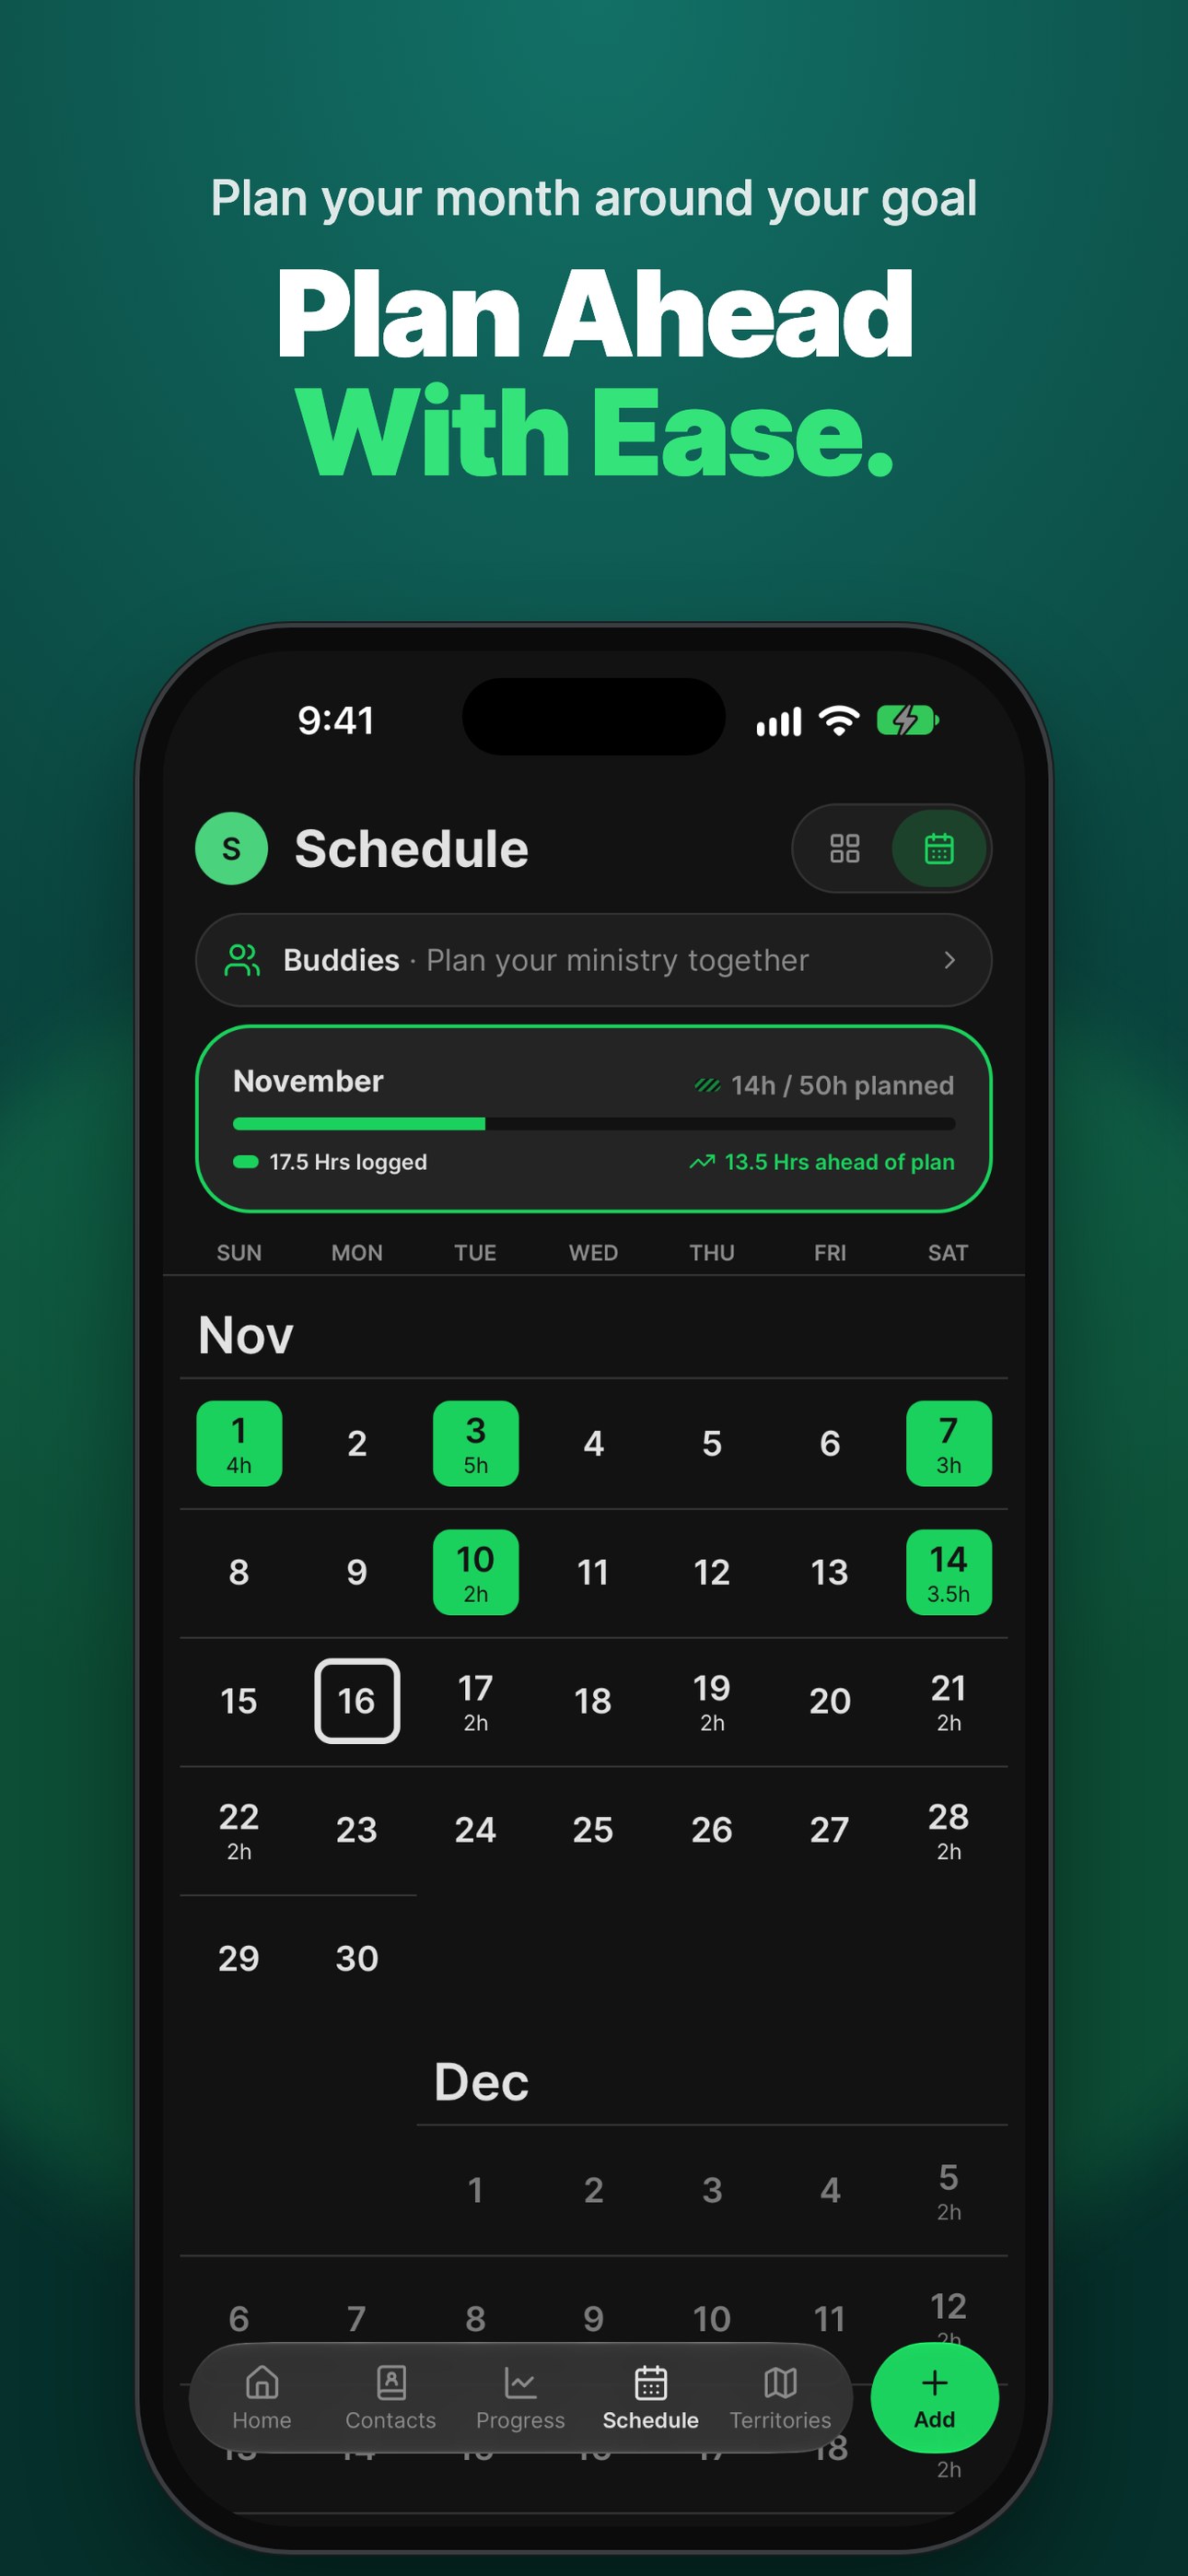 Plan your month around your goal
Plan Ahead
With Ease.
9:41
S Schedule
Buddies · Plan your ministry together
November 14h / 50h planned
17.5 Hrs logged 13.5 Hrs ahead of plan
SUN MON TUE WED THU FRI SAT
Nov
1 2 3 4 5 6 7
4h 5h 3h
8 9 10 11 12 13 14
2h 3.5h
15 16 17 18 19 20 21
2h 2h 2h
22 23 24 25 26 27 28
2h 2h
29 30
Dec
1 2 3 4 5
2h
6 7 8 9 10 11 12
2h
Home Contacts Progress Schedule Territories Add
18
2h